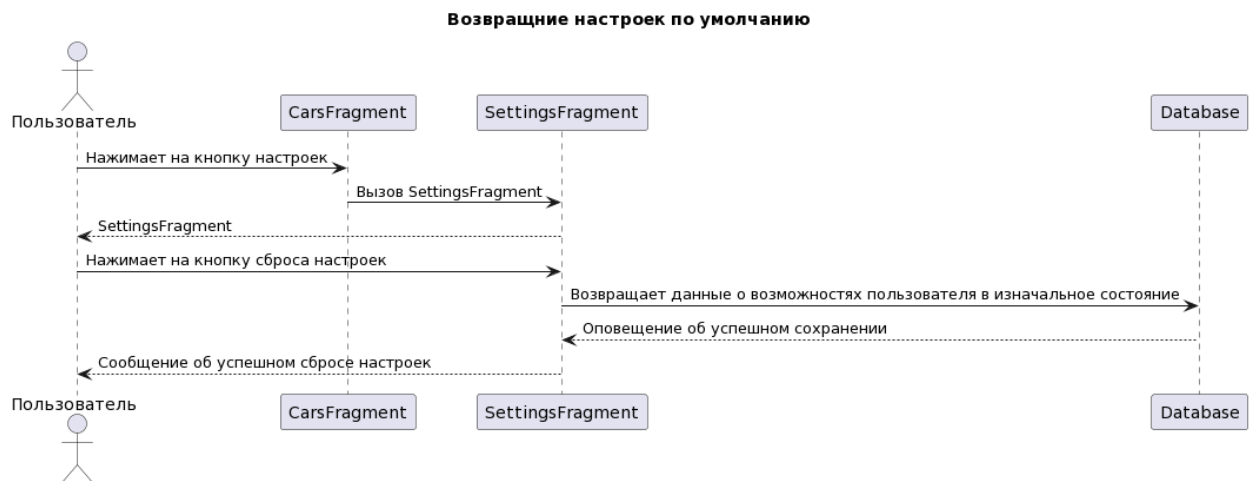 Возвращние настроек по умолчанию
Пользователь
CarsFragment
SettingsFragment
Database
Нажимает на кнопку настроек
Вызов SettingsFragment
SettingsFragment
Нажимает на кнопку сброса настроек
Возвращает данные о возможностях пользователя в изначальное состояние
Оповещение об успешном сохранении
Сообщение об успешном сбросе настроек
Пользователь
CarsFragment
SettingsFragment
Database